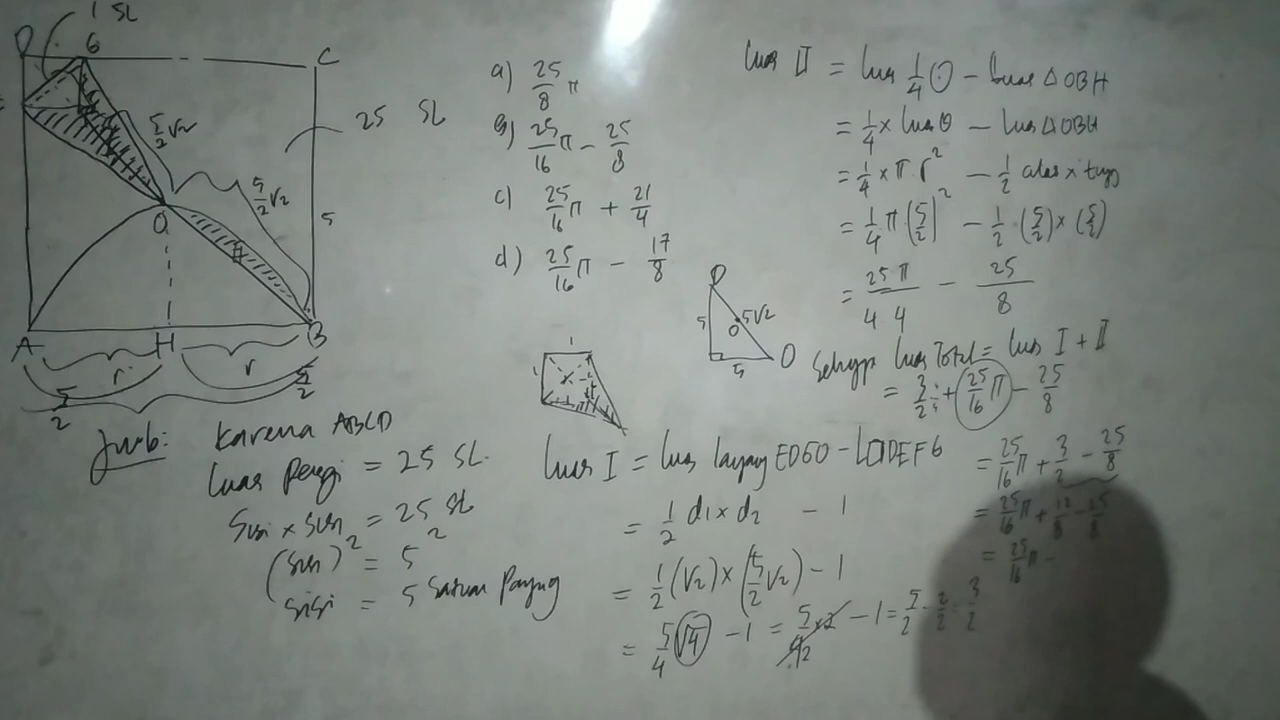 1 SL
D G C
5/2 √2
25 SL
5/2 √2
5
O
A H B
r r
5/2 5/2
a) 25/8 π
b) 25/16 π - 25/8
c) 25/16 π + 21/4
d) 25/16 π - 17/8
Luas II = luas 1/4 ⊙ - Luas △OBH
= 1/4 × luas ⊙ - luas △OBH
= 1/4 × π.r² - 1/2 alas × tinggi
= 1/4 π (5/2)² - 1/2 . (5/2) × (5/2)
= 25 π / 4 4 - 25/8
D
5 5√2
O
5
1
1
Luas Total = luas I + II
= 3/2 + 25/16 π - 25/8
= 25/16 π + 3/2 - 25/8
= 25/16 π + 12/8 - 25/8
= 25/16 π -
Jwb: Karena ABCD
Luas persegi = 25 SL.
Sisi × sisi = 25 SL
(sisi)² = 5²
sisi = 5 Satuan Panjang
Luas I = luas layang EDGO - L□DEFG
= 1/2 d1 × d2 - 1
= 1/2 (√2) × (5/2 √2) - 1
= 5/4 √4 - 1 = 5/4 × 2 - 1 = 5/2 - 2/2 = 3/2